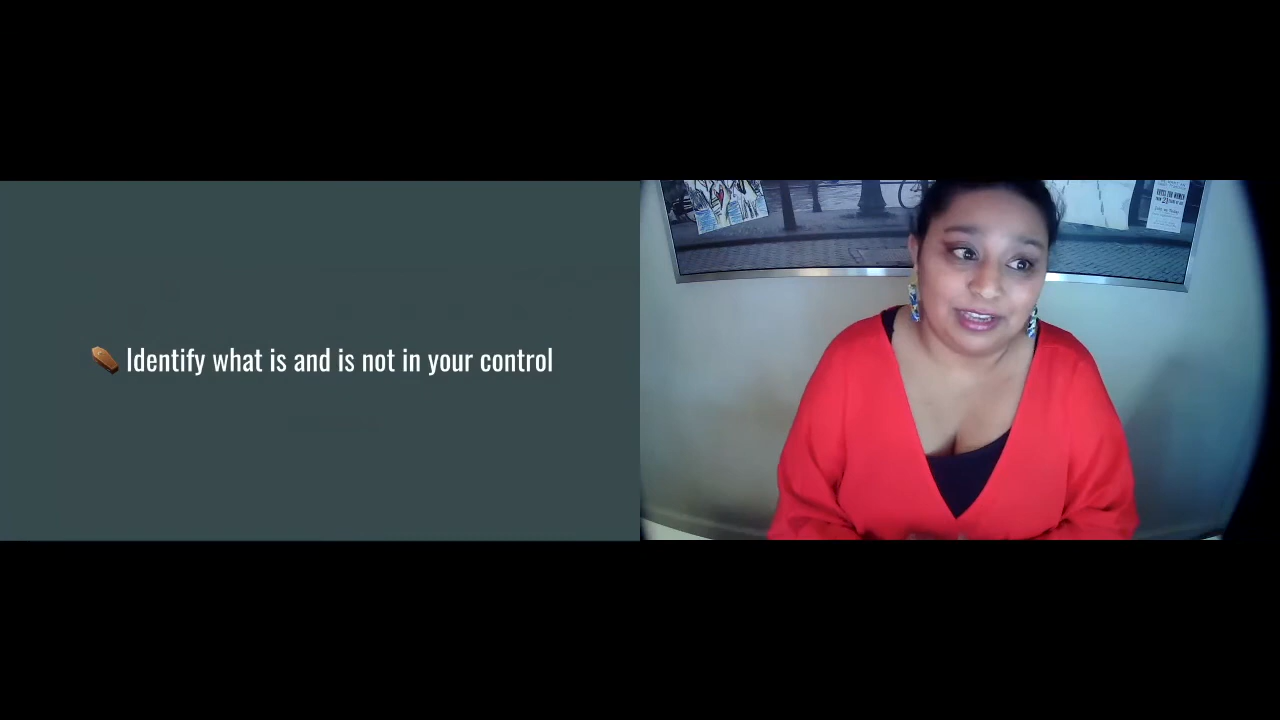 ⚰️ Identify what is and is not in your control